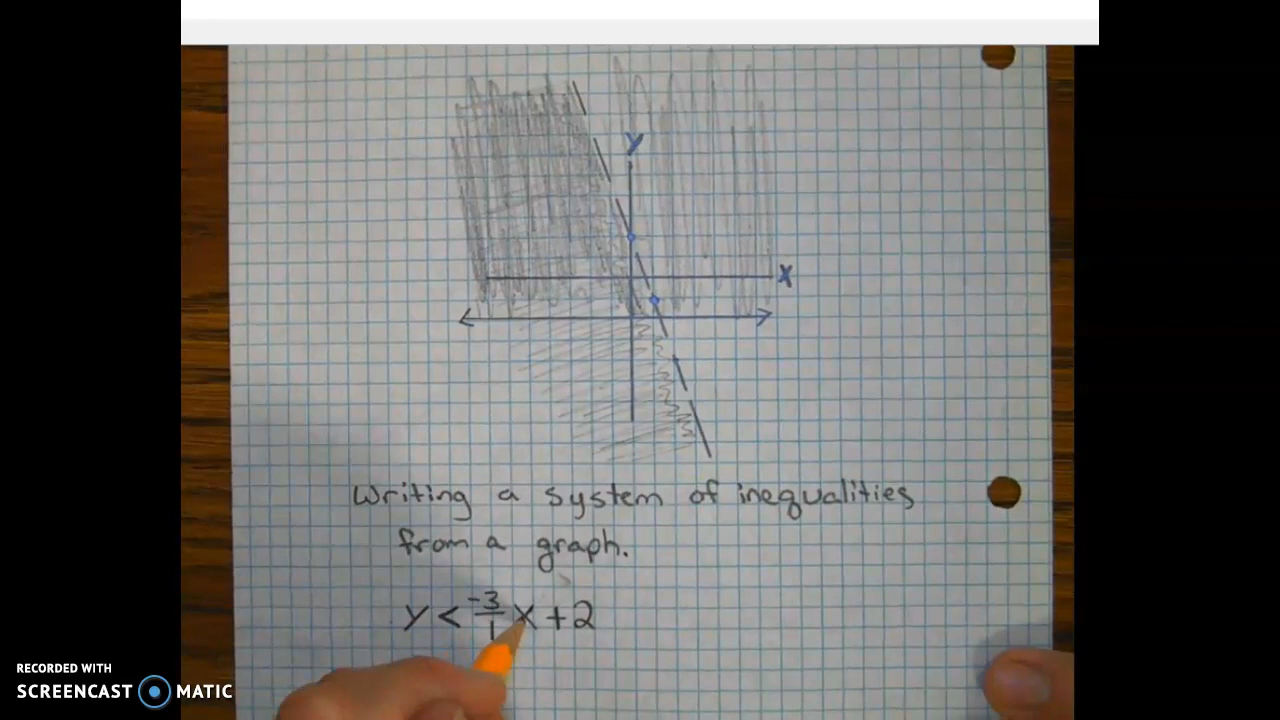 Y
X
Writing a system of inequalities
from a graph.
y < -3/1 x + 2
RECORDED WITH
SCREENCAST MATIC